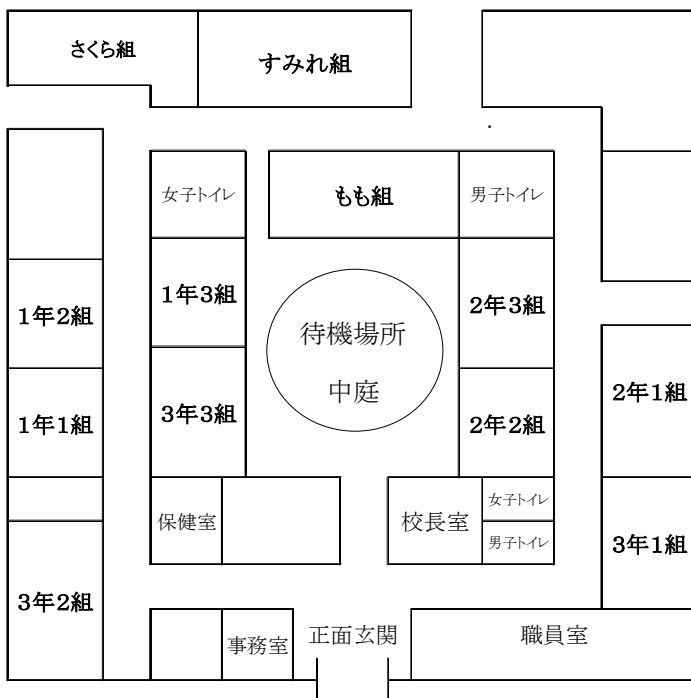 さくら組
すみれ組
女子トイレ
もも組
男子トイレ
1年2組
1年3組
待機場所
中庭
2年3組
1年1組
3年3組
2年2組
2年1組
保健室
校長室
女子トイレ
男子トイレ
3年1組
3年2組
事務室
正面玄関
職員室